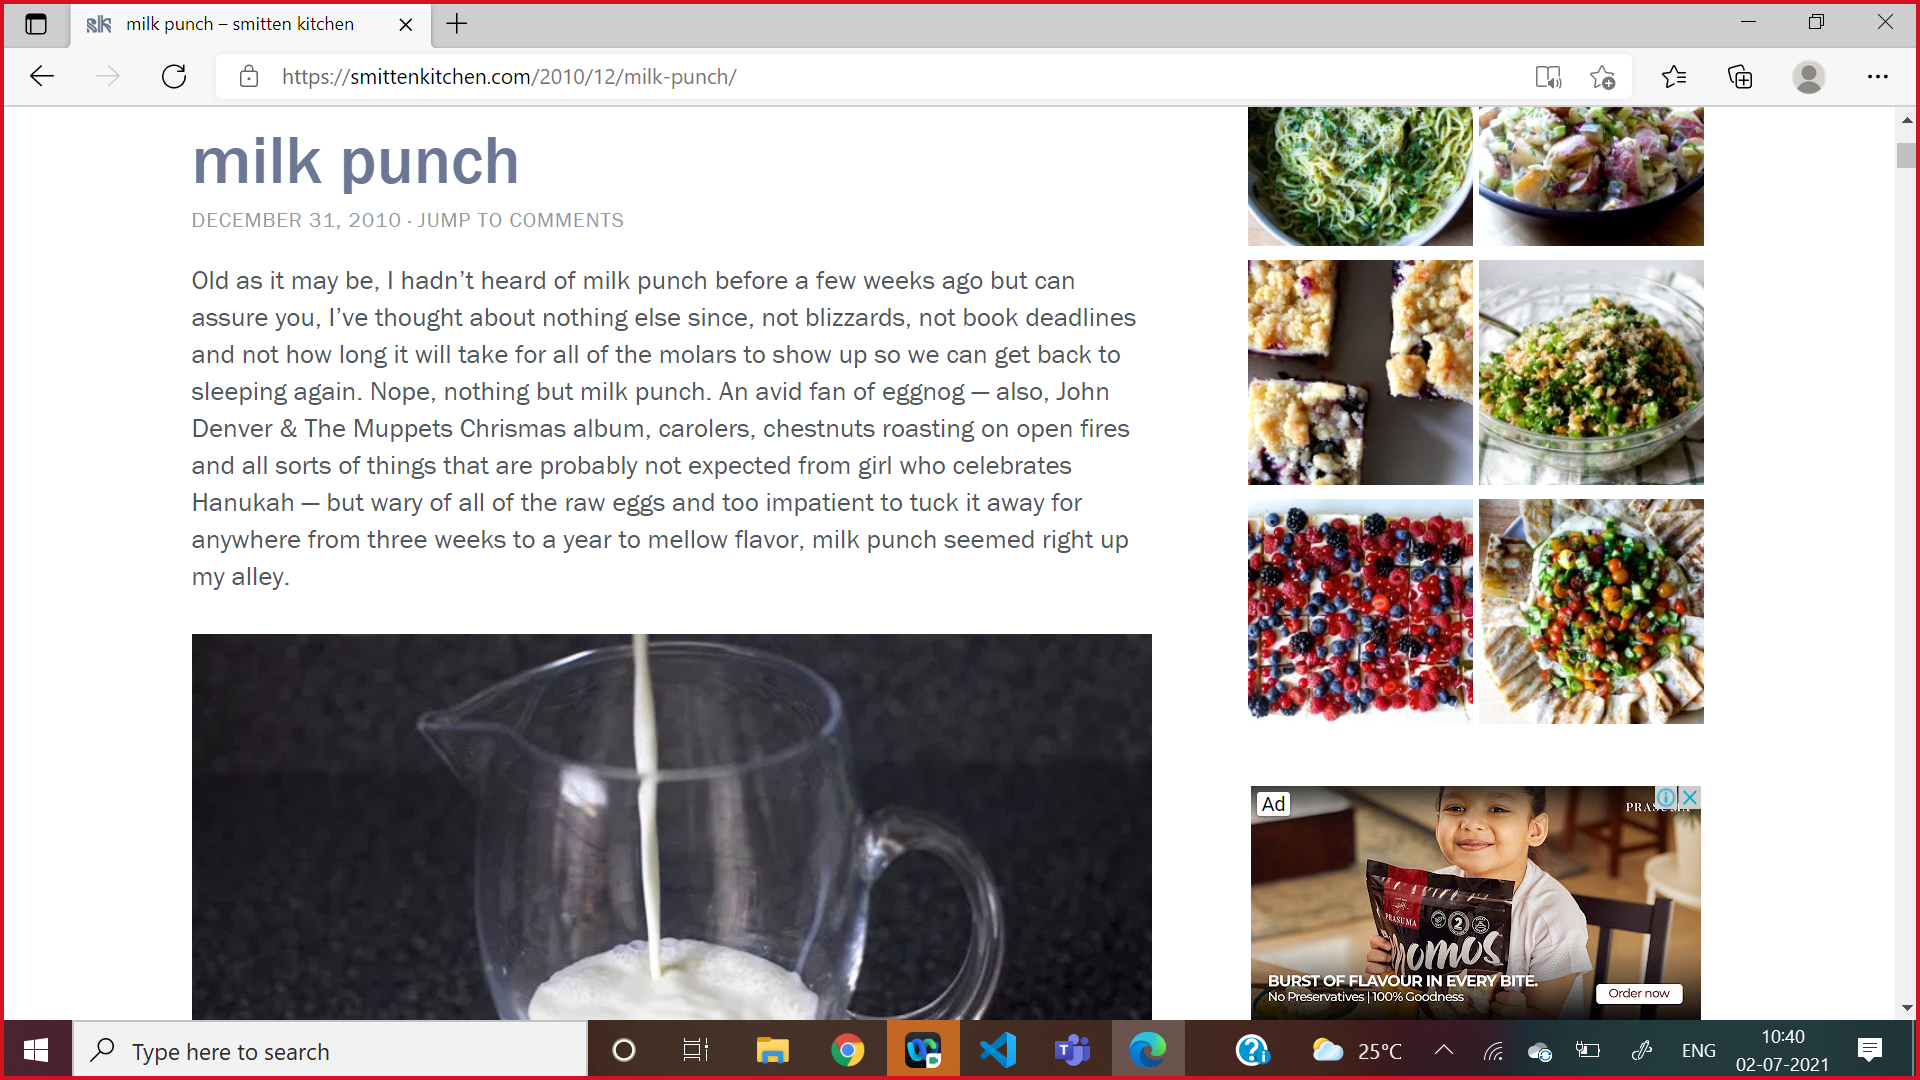 milk punch – smitten kitchen
https://smittenkitchen.com/2010/12/milk-punch/
milk punch
DECEMBER 31, 2010 · JUMP TO COMMENTS
Old as it may be, I hadn’t heard of milk punch before a few weeks ago but can
assure you, I’ve thought about nothing else since, not blizzards, not book deadlines
and not how long it will take for all of the molars to show up so we can get back to
sleeping again. Nope, nothing but milk punch. An avid fan of eggnog — also, John
Denver & The Muppets Chrismas album, carolers, chestnuts roasting on open fires
and all sorts of things that are probably not expected from girl who celebrates
Hanukah — but wary of all of the raw eggs and too impatient to tuck it away for
anywhere from three weeks to a year to mellow flavor, milk punch seemed right up
my alley.
Ad
PRASUMA
PRASUMA
2
momos
BURST OF FLAVOUR IN EVERY BITE.
No Preservatives | 100% Goodness
Order now
Type here to search
25°C
ENG
10:40
02-07-2021